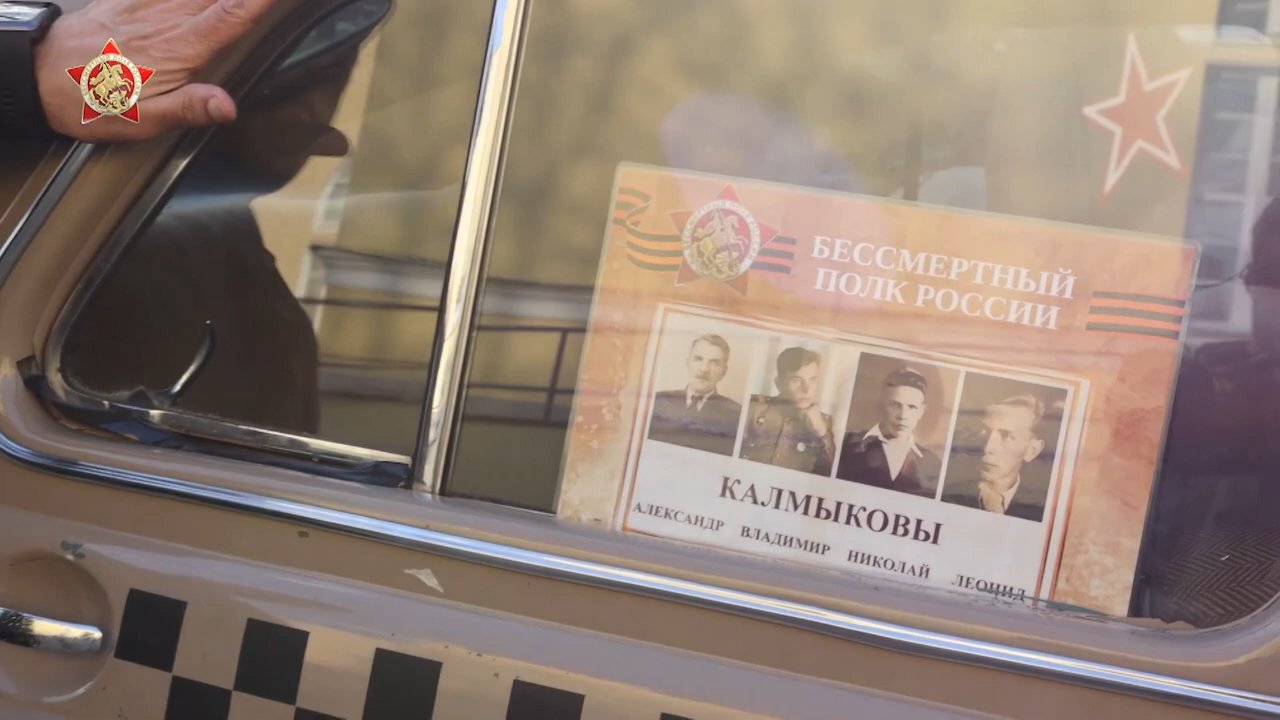 БЕССМЕРТНЫЙ
ПОЛК РОССИИ
КАЛМЫКОВЫ
АЛЕКСАНДР ВЛАДИМИР НИКОЛАЙ ЛЕОНИД